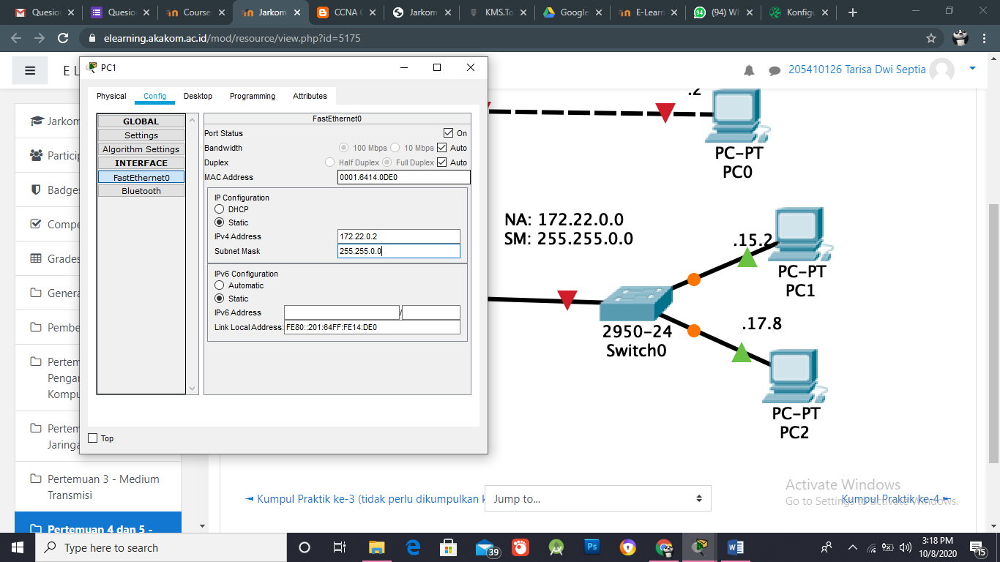 Quesion
Quesion
Course:
Jarkom
CCNA
Jarkom
KMS.To
Google
E-Learn
(94) Wh
Konfigu
elearning.akakom.ac.id/mod/resource/view.php?id=5175
E L
205410126 Tarisa Dwi Septia
PC1
Physical Config Desktop Programming Attributes
GLOBAL
Settings
Algorithm Settings
INTERFACE
FastEthernet0
Bluetooth
FastEthernet0
Port Status On
Bandwidth 100 Mbps 10 Mbps Auto
Duplex Half Duplex Full Duplex Auto
MAC Address 0001.6414.0DE0
IP Configuration
DHCP
Static
IPv4 Address 172.22.0.2
Subnet Mask 255.255.0.0
IPv6 Configuration
Automatic
Static
IPv6 Address /
Link Local Address: FE80::201:64FF:FE14:DE0
Top
Jarkom
Particip
Badges
Compe
Grades
Genera
Pembe
Pertem
Pengan
Kompu
Pertem
Jaringa
Pertemuan 3 - Medium
Transmisi
Pertemuan 4 dan 5 -
.2
PC-PT
PC0
NA: 172.22.0.0
SM: 255.255.0.0
.15.2
PC-PT
PC1
2950-24
Switch0
.17.8
PC-PT
PC2
◄ Kumpul Praktik ke-3 (tidak perlu dikumpulkan k
Jump to...
Kumpul Praktik ke-4 ►
Activate Windows
Go to Settings to activate Windows.
Type here to search
39
3:18 PM
10/8/2020
15